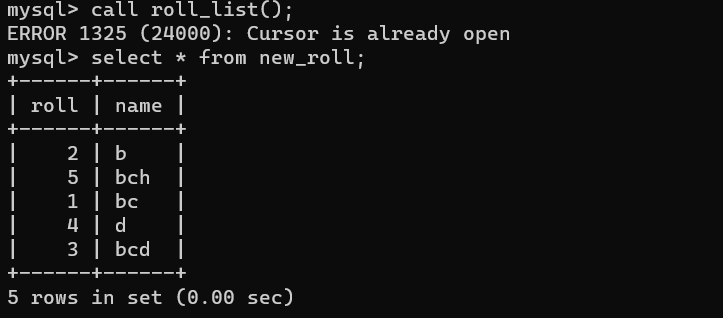 mysql> call roll_list();
ERROR 1325 (24000): Cursor is already open
mysql> select * from new_roll;
+------+------+
| roll | name |
+------+------+
|    2 | b    |
|    5 | bch  |
|    1 | bc   |
|    4 | d    |
|    3 | bcd  |
+------+------+
5 rows in set (0.00 sec)